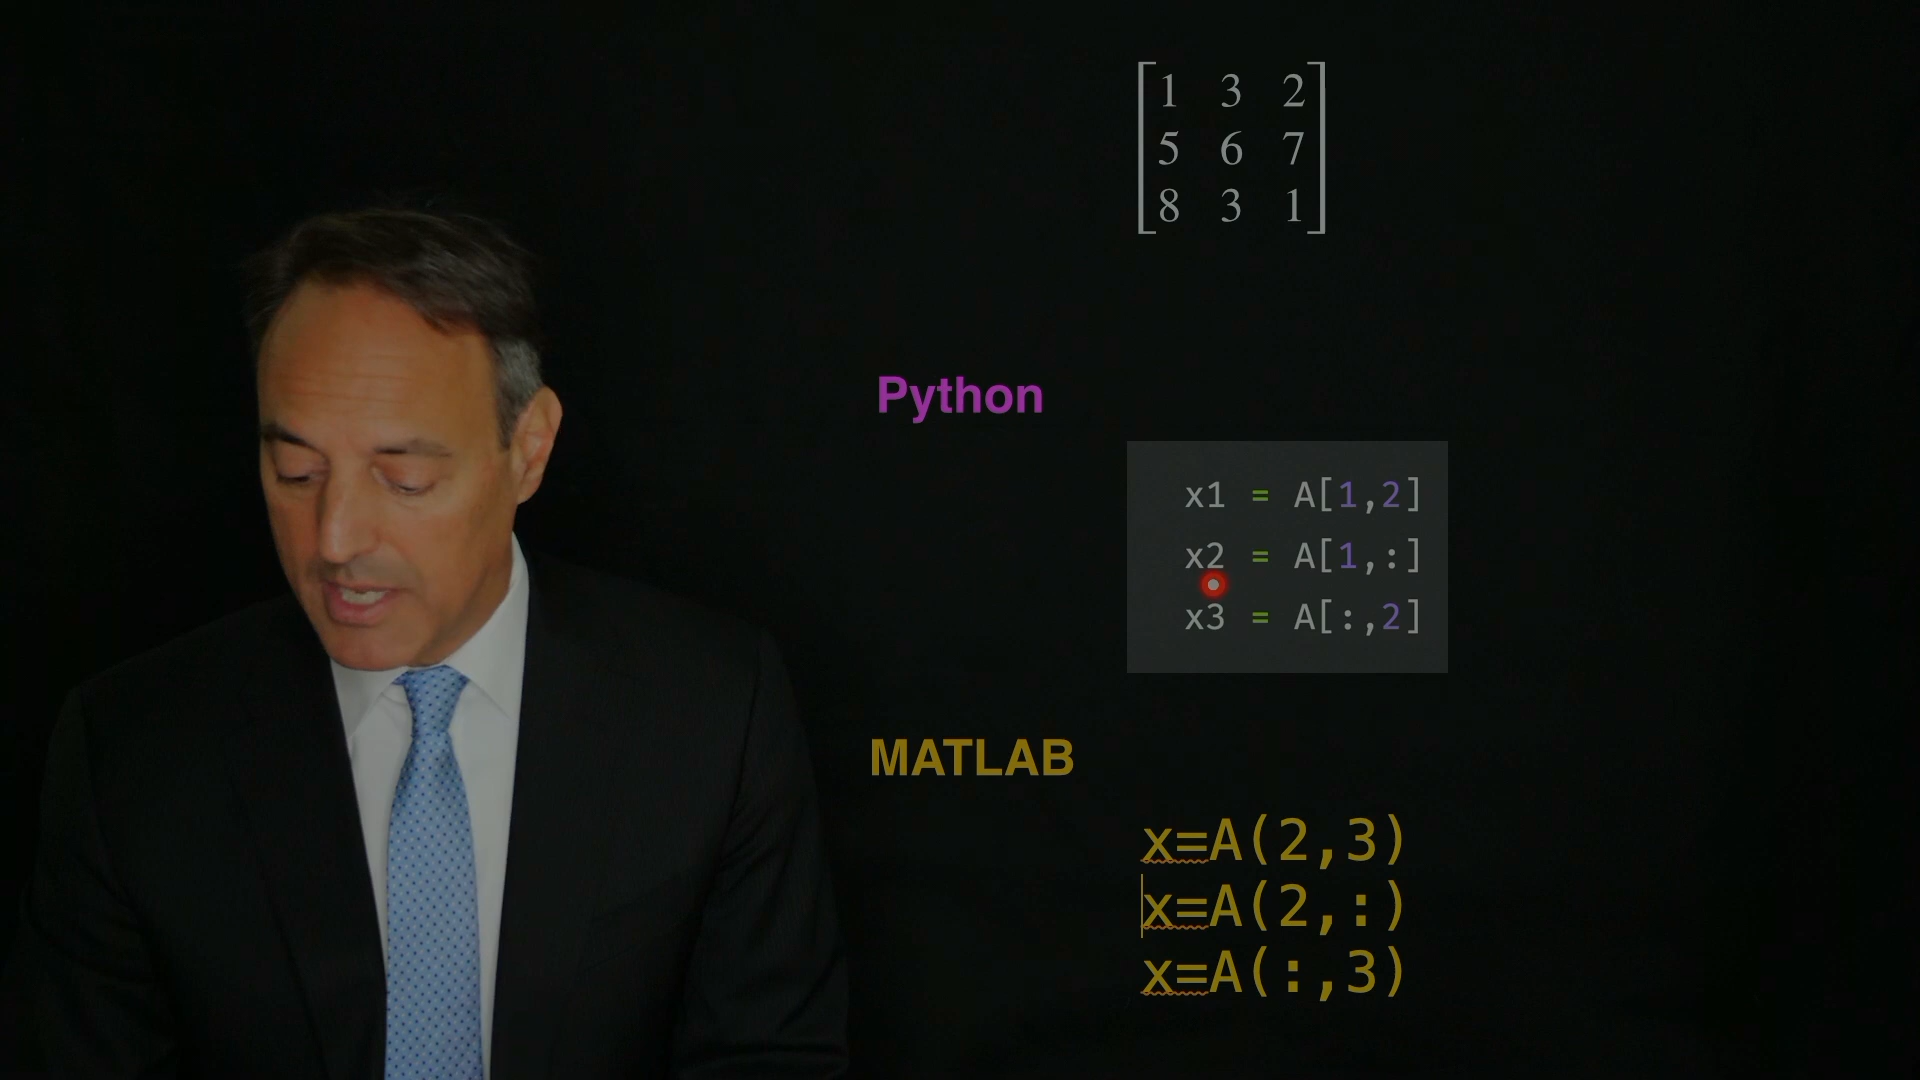 1 3 2
5 6 7
8 3 1
Python
x1 = A[1,2]
x2 = A[1,:]
x3 = A[:,2]
MATLAB
x=A(2,3)
x=A(2,:)
x=A(:,3)